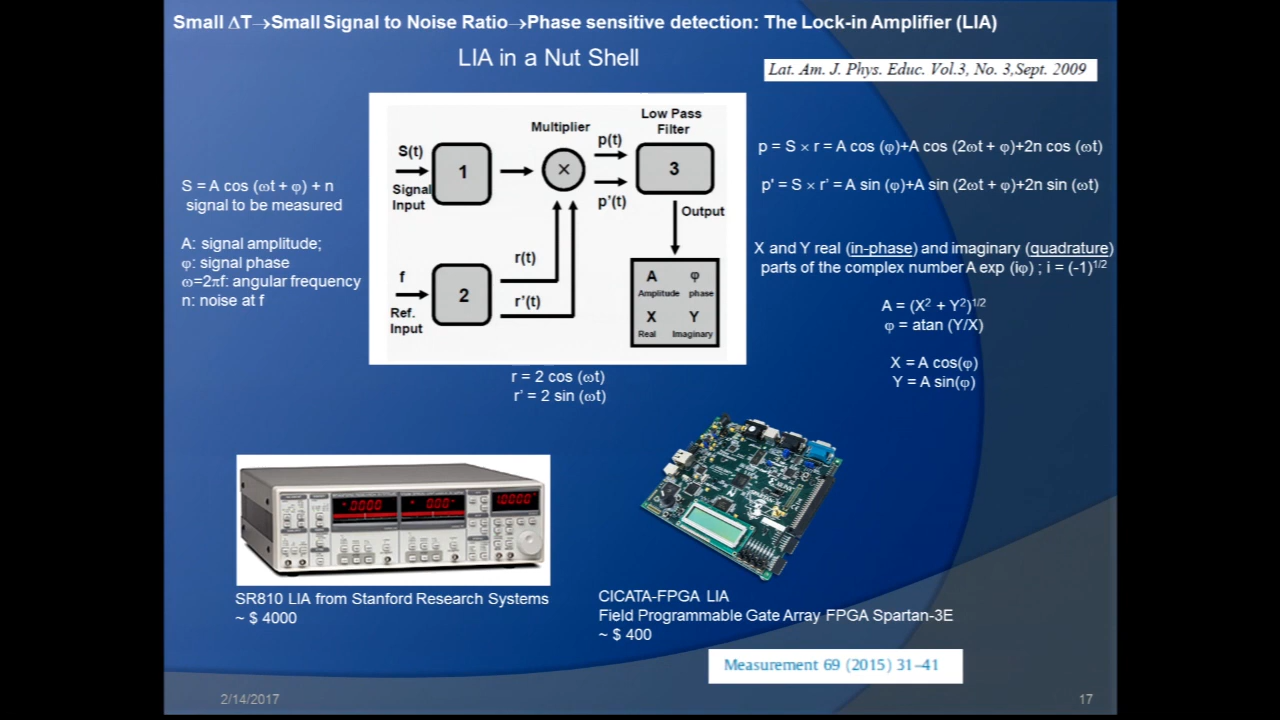 Small ΔT→Small Signal to Noise Ratio→Phase sensitive detection: The Lock-in Amplifier (LIA)
LIA in a Nut Shell
Lat. Am. J. Phys. Educ. Vol.3, No. 3,Sept. 2009
S = A cos (ωt + φ) + n
signal to be measured
A: signal amplitude;
φ: signal phase
ω=2πf: angular frequency
n: noise at f
S(t)
Signal
Input
1
Multiplier
×
p(t)
p'(t)
Low Pass
Filter
3
Output
f
Ref.
Input
2
r(t)
r'(t)
A φ
Amplitude phase
X Y
Real Imaginary
r = 2 cos (ωt)
r' = 2 sin (ωt)
p = S × r = A cos (φ)+A cos (2ωt + φ)+2n cos (ωt)
p' = S × r' = A sin (φ)+A sin (2ωt + φ)+2n sin (ωt)
X and Y real (in-phase) and imaginary (quadrature)
parts of the complex number A exp (iφ) ; i = (-1)^1/2
A = (X² + Y²)^1/2
φ = atan (Y/X)
X = A cos(φ)
Y = A sin(φ)
SR810 LIA from Stanford Research Systems
~ $ 4000
CICATA-FPGA LIA
Field Programmable Gate Array FPGA Spartan-3E
~ $ 400
Measurement 69 (2015) 31–41
2/14/2017
17